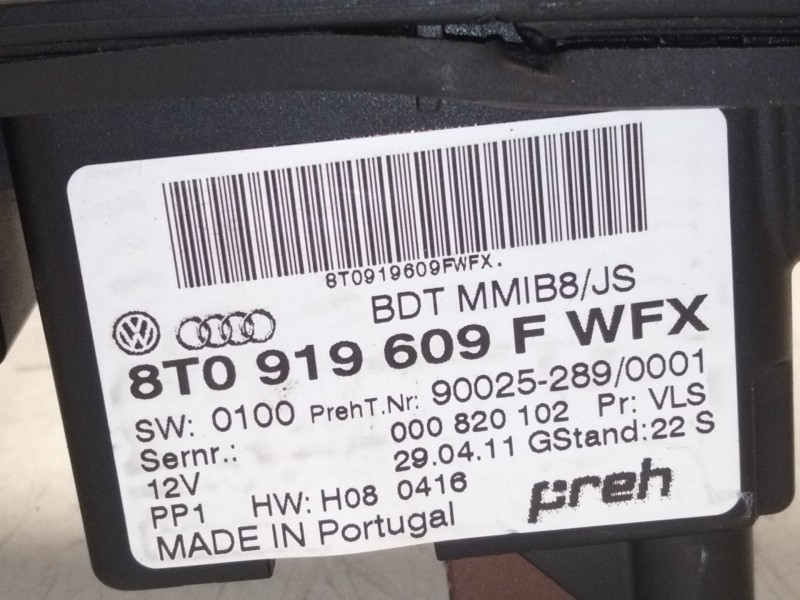 8T0919609FWFX.
BDT MMIB8/JS
8T0 919 609 F WFX
SW: 0100 PrehT.Nr: 90025-289/0001
Sernr.: 000 820 102 Pr: VLS
12V 29.04.11 GStand:22 S
PP1 HW: H08 0416
MADE IN Portugal
preh